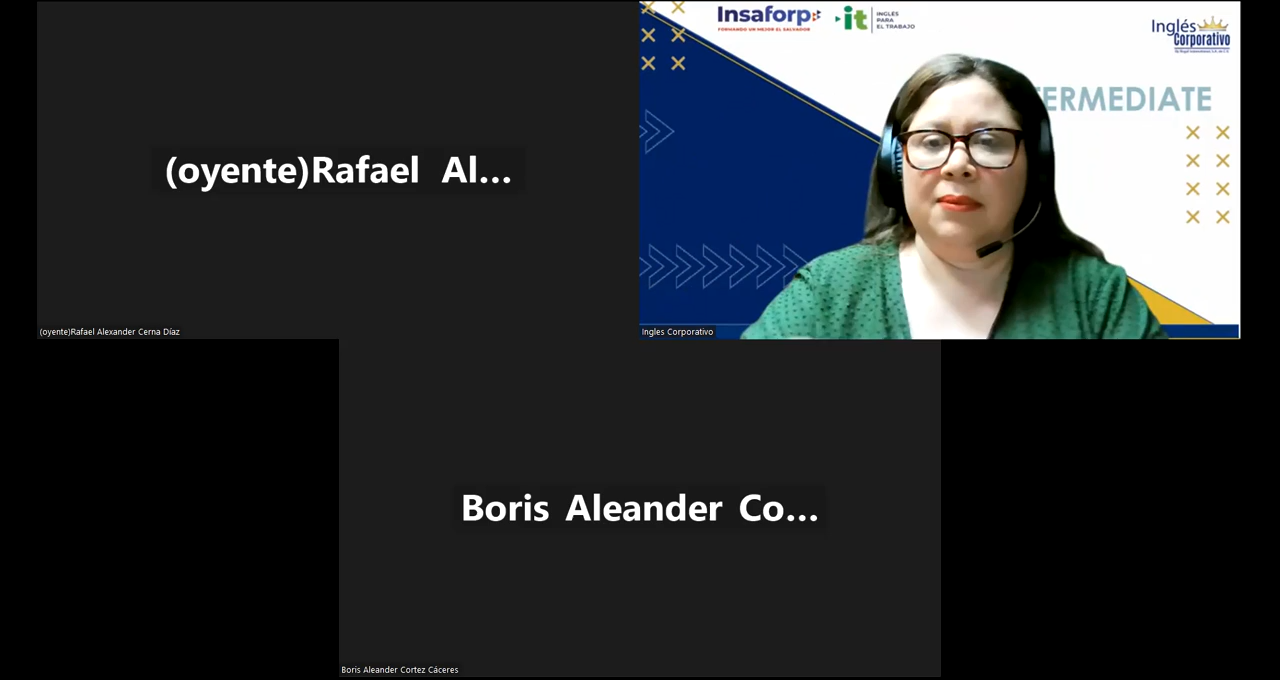 (oyente)Rafael Al...
(oyente)Rafael Alexander Cerna Díaz
Insaforp
FORMANDO UN MEJOR EL SALVADOR
it
INGLES
PARA
EL TRABAJO
Inglés
Corporativo
TERMEDIATE
Ingles Corporativo
Boris Aleander Co...
Boris Aleander Cortez Cáceres